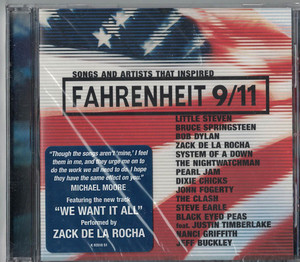 SONGS AND ARTISTS THAT INSPIRED
FAHRENHEIT 9/11
LITTLE STEVEN
BRUCE SPRINGSTEEN
BOB DYLAN
ZACK DE LA ROCHA
SYSTEM OF A DOWN
THE NIGHTWATCHMAN
PEARL JAM
DIXIE CHICKS
JOHN FOGERTY
THE CLASH
STEVE EARLE
BLACK EYED PEAS
feat. JUSTIN TIMBERLAKE
NANCI GRIFFITH
JEFF BUCKLEY
"Though the songs aren't 'mine,' I feel
them in me, and they urge me on to
do the work we all need to do. I hope
they have the same effect on you."
MICHAEL MOORE
Featuring the new track
"WE WANT IT ALL"
Performed by
ZACK DE LA ROCHA